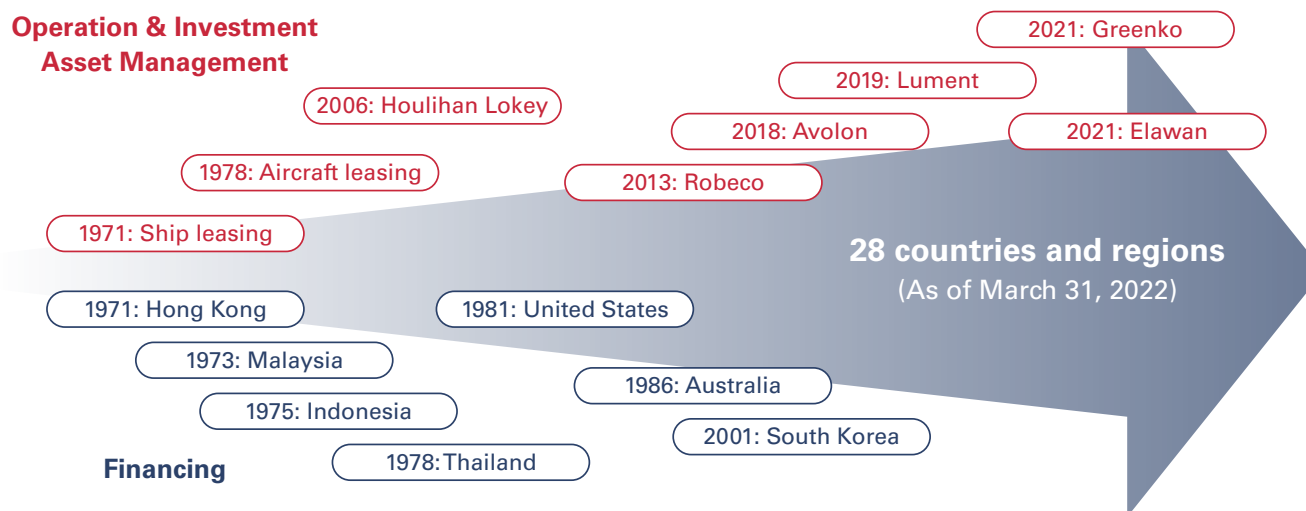 Operation & Investment
Asset Management
2021: Greenko
2019: Lument
2006: Houlihan Lokey
2018: Avolon
2021: Elawan
1978: Aircraft leasing
2013: Robeco
1971: Ship leasing
28 countries and regions
(As of March 31, 2022)
1971: Hong Kong
1981: United States
1973: Malaysia
1986: Australia
1975: Indonesia
2001: South Korea
1978: Thailand
Financing